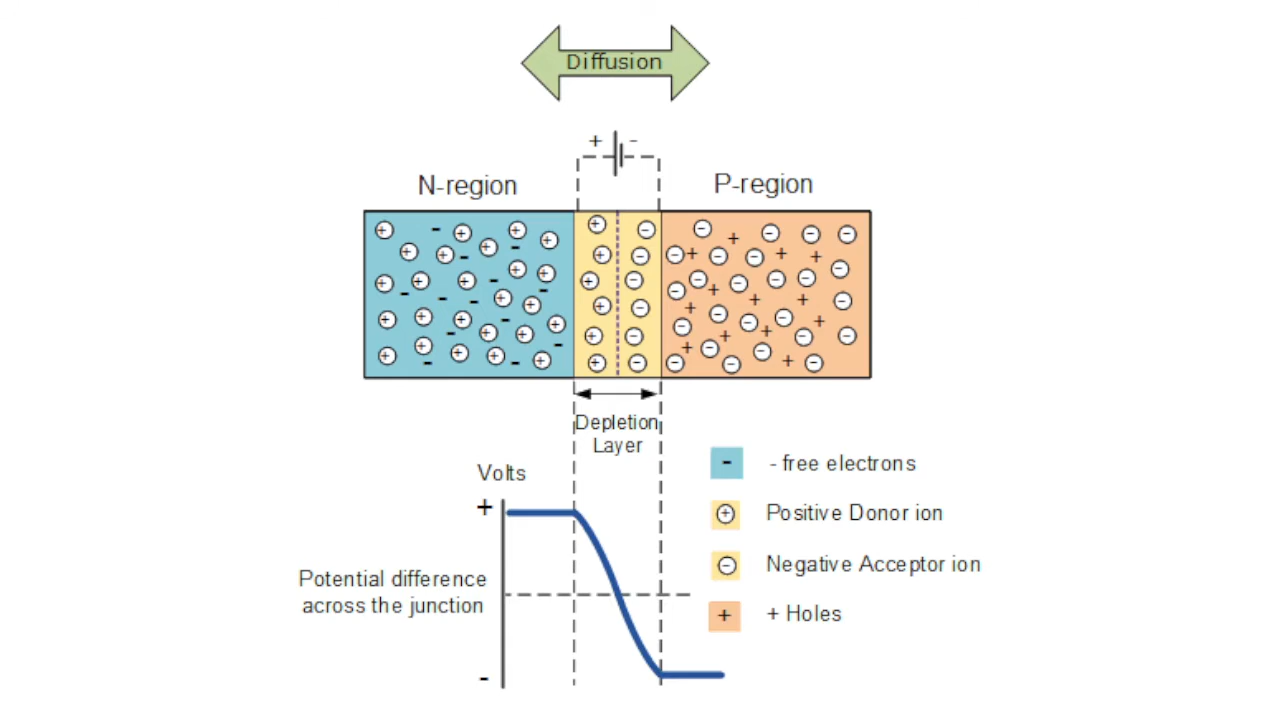 Diffusion
+ -
N-region
P-region
Depletion
Layer
Volts
+
Potential difference
across the junction
-
- - free electrons
+ Positive Donor ion
- Negative Acceptor ion
+ + Holes